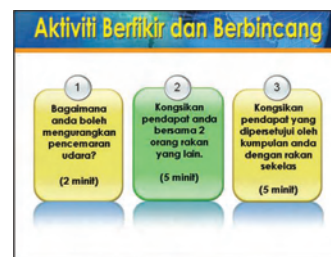 Aktiviti Berfikir dan Berbincang
1
Bagaimana
anda boleh
mengurangkan
pencemaran
udara?
(2 minit)
2
Kongsikan
pendapat anda
bersama 2
orang rakan
yang lain.
(5 minit)
3
Kongsikan
pendapat yang
dipersetujui oleh
kumpulan anda
dengan rakan
sekelas
(5 minit)